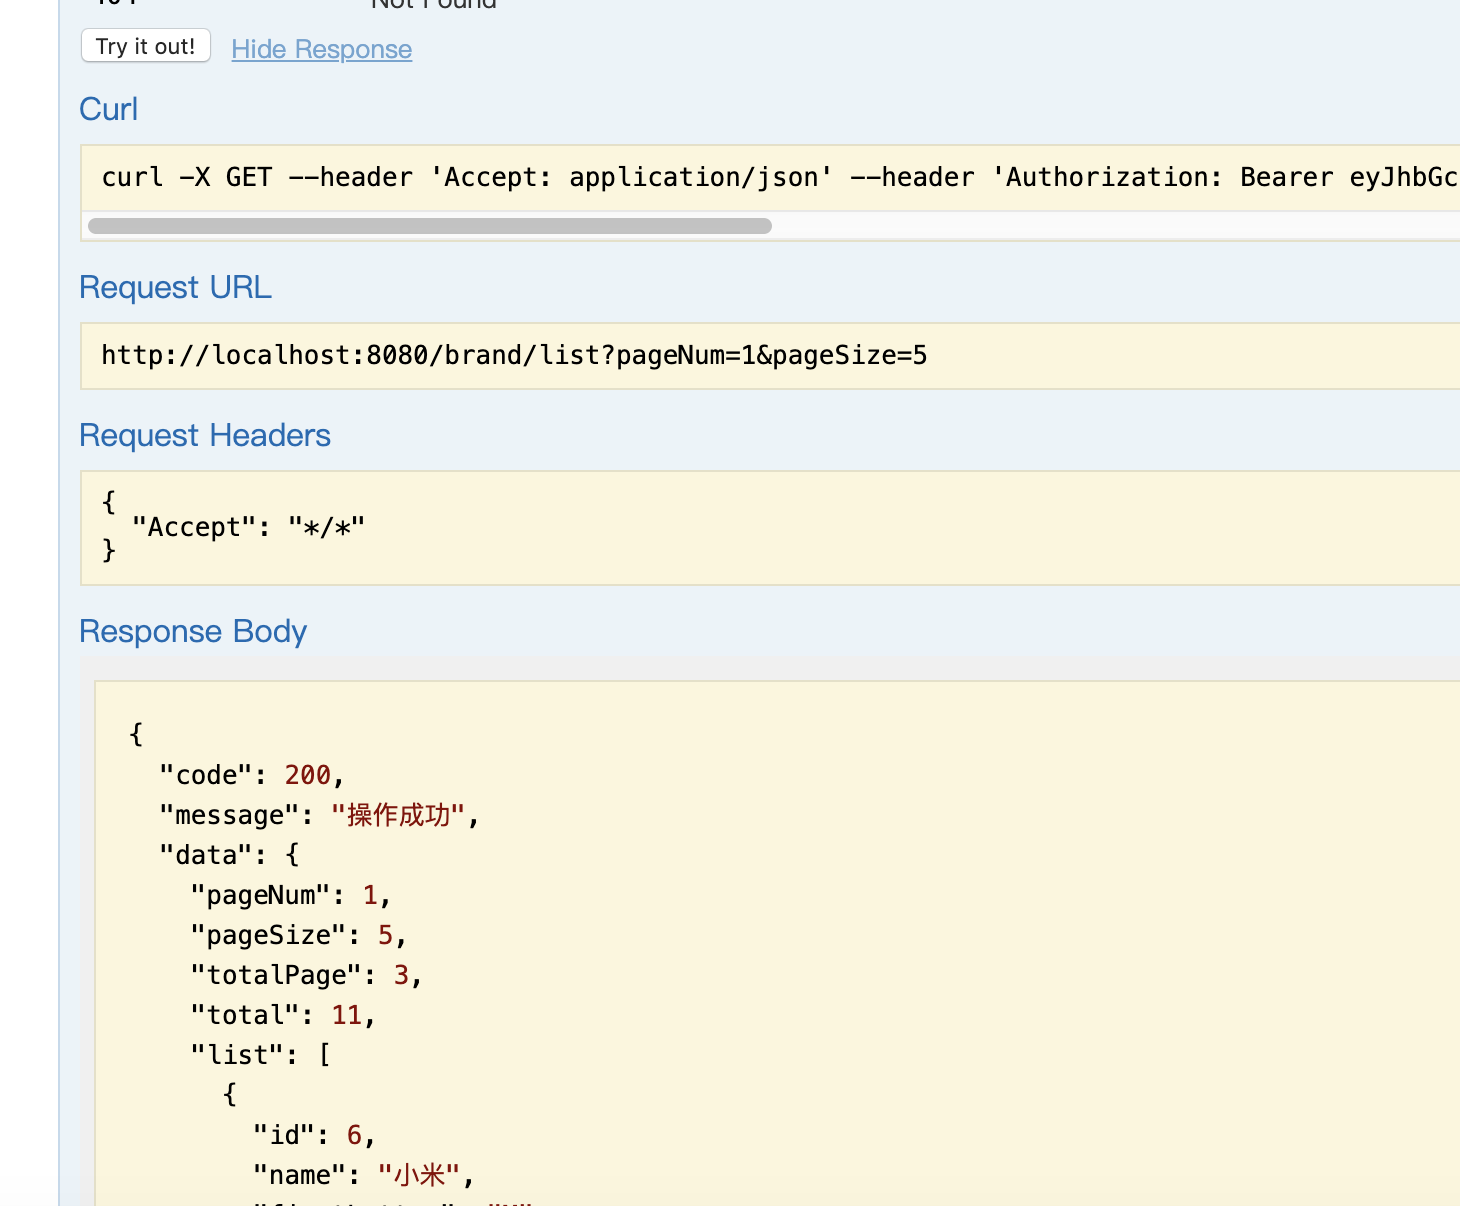 Not Found
Try it out! Hide Response
Curl
curl -X GET --header 'Accept: application/json' --header 'Authorization: Bearer eyJhbGc
Request URL
http://localhost:8080/brand/list?pageNum=1&pageSize=5
Request Headers
{
"Accept": "*/*"
}
Response Body
{
"code": 200,
"message": "操作成功",
"data": {
"pageNum": 1,
"pageSize": 5,
"totalPage": 3,
"total": 11,
"list": [
{
"id": 6,
"name": "小米",